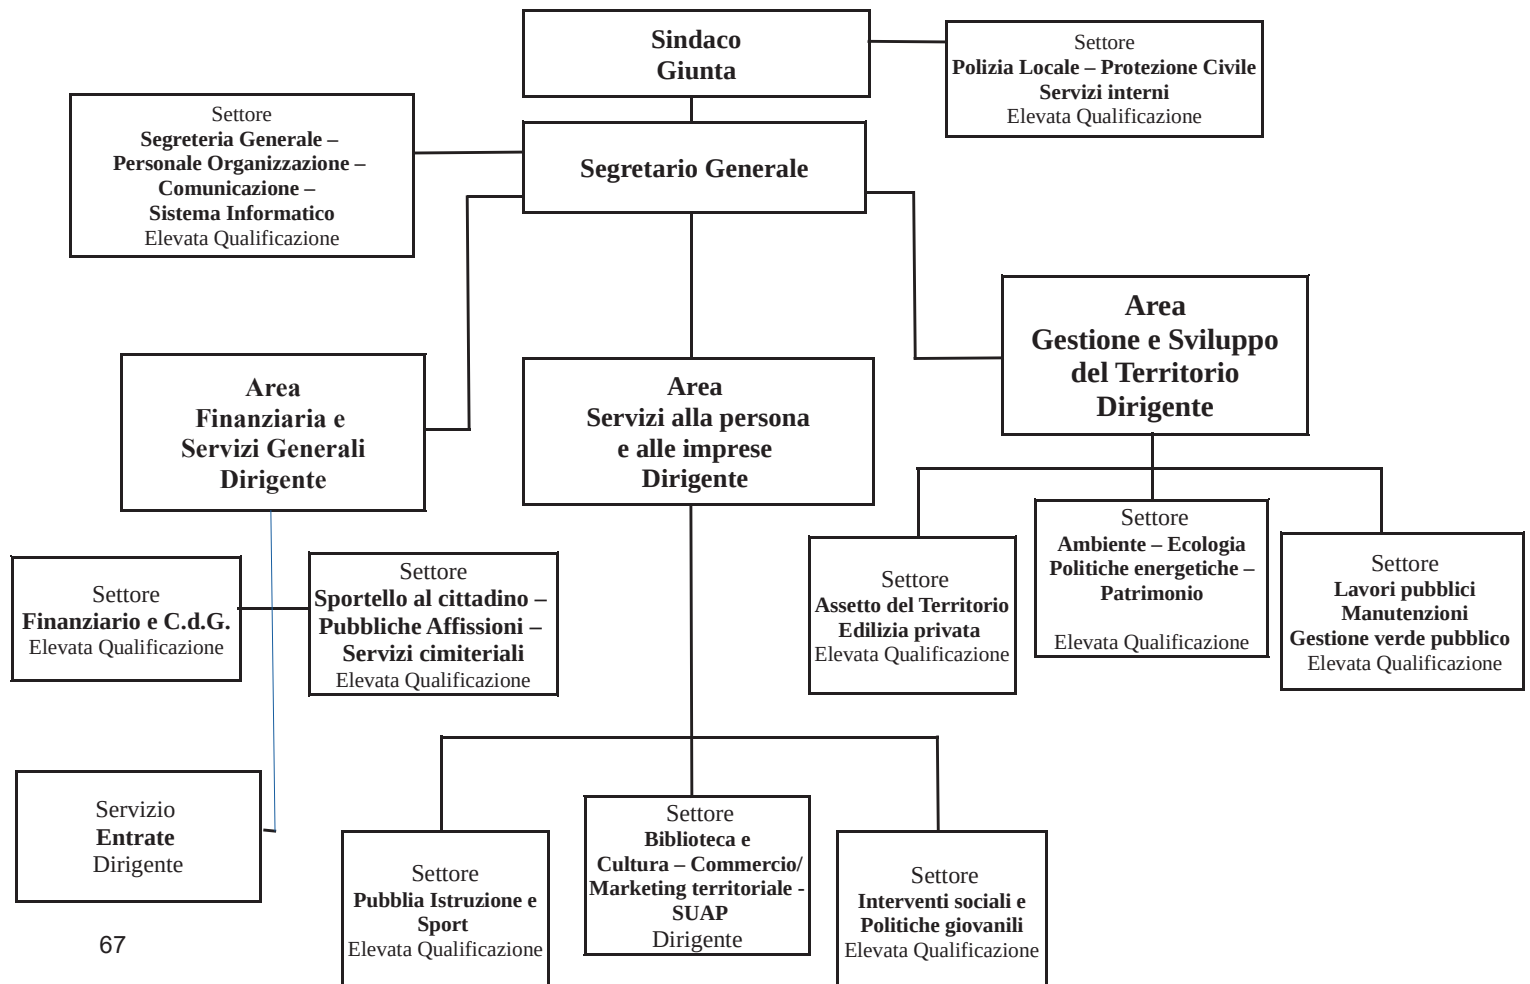 Sindaco
Giunta
Settore
Polizia Locale – Protezione Civile
Servizi interni
Elevata Qualificazione
Settore
Segreteria Generale –
Personale Organizzazione –
Comunicazione –
Sistema Informatico
Elevata Qualificazione
Segretario Generale
Area
Gestione e Sviluppo
del Territorio
Dirigente
Area
Finanziaria e
Servizi Generali
Dirigente
Area
Servizi alla persona
e alle imprese
Dirigente
Settore
Finanziario e C.d.G.
Elevata Qualificazione
Settore
Sportello al cittadino –
Pubbliche Affissioni –
Servizi cimiteriali
Elevata Qualificazione
Settore
Assetto del Territorio
Edilizia privata
Elevata Qualificazione
Settore
Ambiente – Ecologia
Politiche energetiche –
Patrimonio
Elevata Qualificazione
Settore
Lavori pubblici
Manutenzioni
Gestione verde pubblico
Elevata Qualificazione
Servizio
Entrate
Dirigente
Settore
Pubblia Istruzione e
Sport
Elevata Qualificazione
Settore
Biblioteca e
Cultura – Commercio/
Marketing territoriale -
SUAP
Dirigente
Settore
Interventi sociali e
Politiche giovanili
Elevata Qualificazione
67